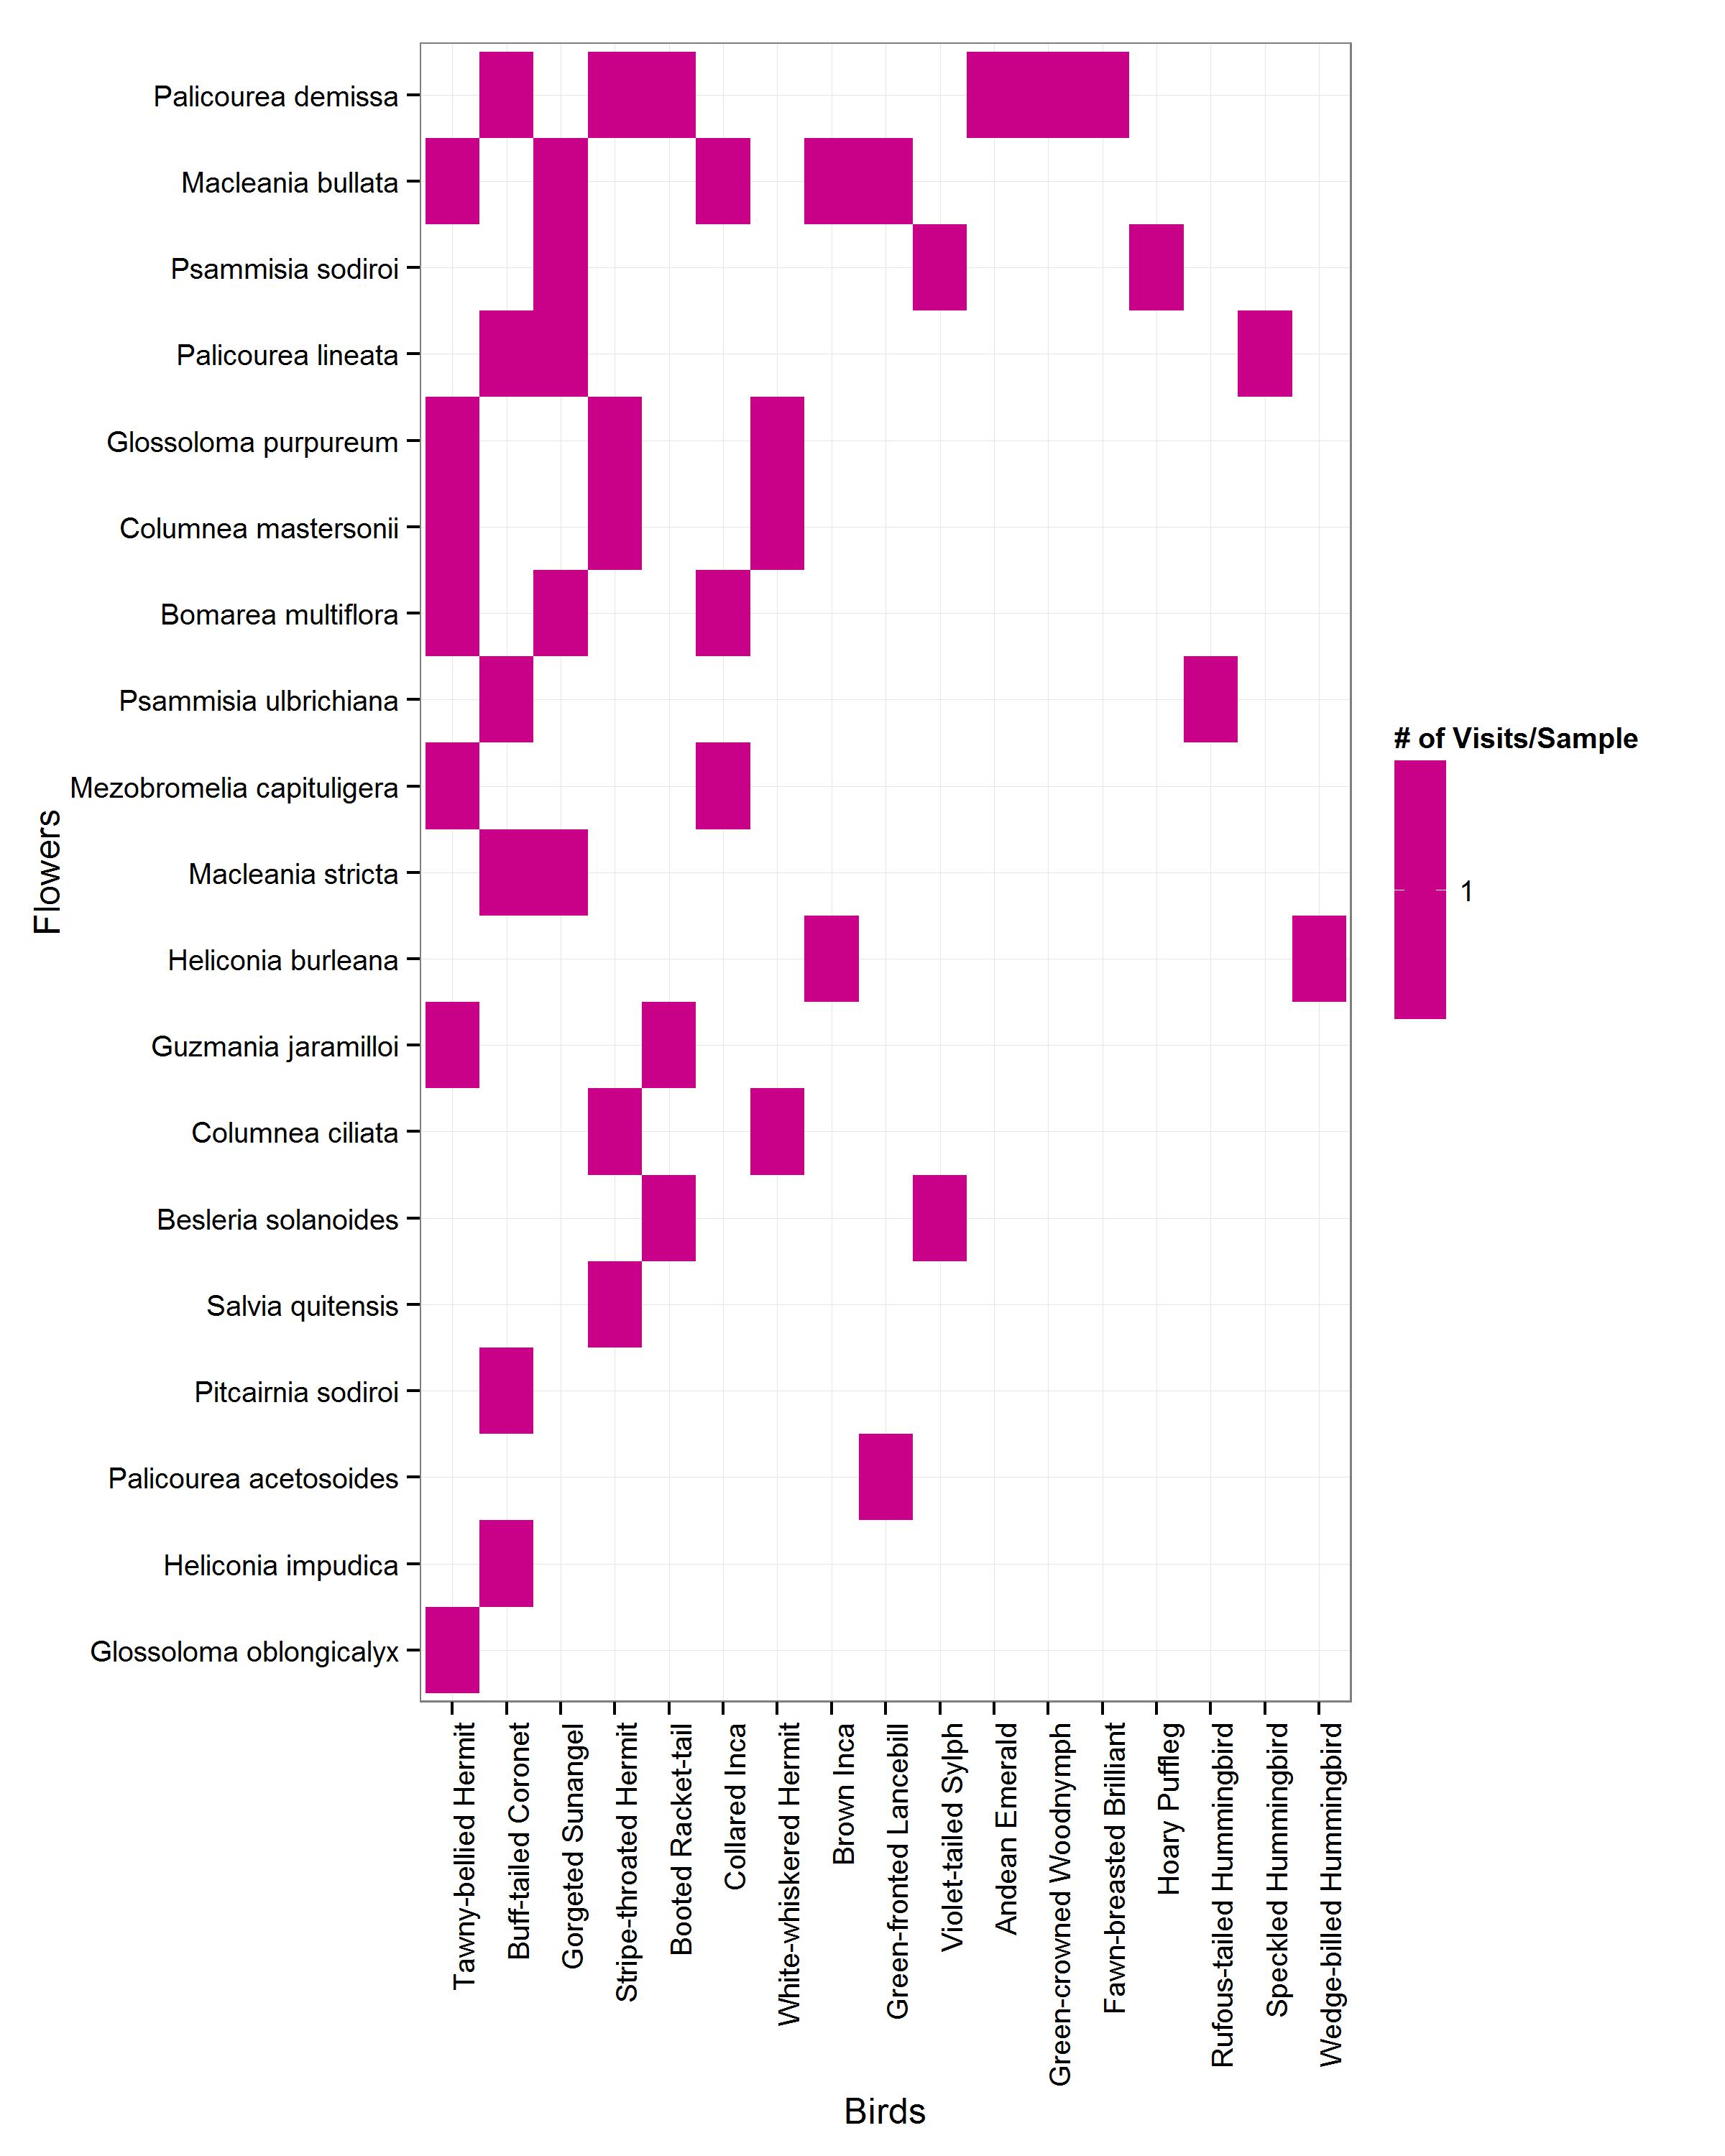 Palicourea demissa
Macleania bullata
Psammisia sodiroi
Palicourea lineata
Glossoloma purpureum
Columnea mastersonii
Bomarea multiflora
Psammisia ulbrichiana
Mezobromelia capituligera
Macleania stricta
Heliconia burleana
Guzmania jaramilloi
Columnea ciliata
Besleria solanoides
Salvia quitensis
Pitcairnia sodiroi
Palicourea acetosoides
Heliconia impudica
Glossoloma oblongicalyx
Flowers
Tawny-bellied Hermit
Buff-tailed Coronet
Gorgeted Sunangel
Stripe-throated Hermit
Booted Racket-tail
Collared Inca
White-whiskered Hermit
Brown Inca
Green-fronted Lancebill
Violet-tailed Sylph
Andean Emerald
Green-crowned Woodnymph
Fawn-breasted Brilliant
Hoary Puffleg
Rufous-tailed Hummingbird
Speckled Hummingbird
Wedge-billed Hummingbird
Birds
# of Visits/Sample
1